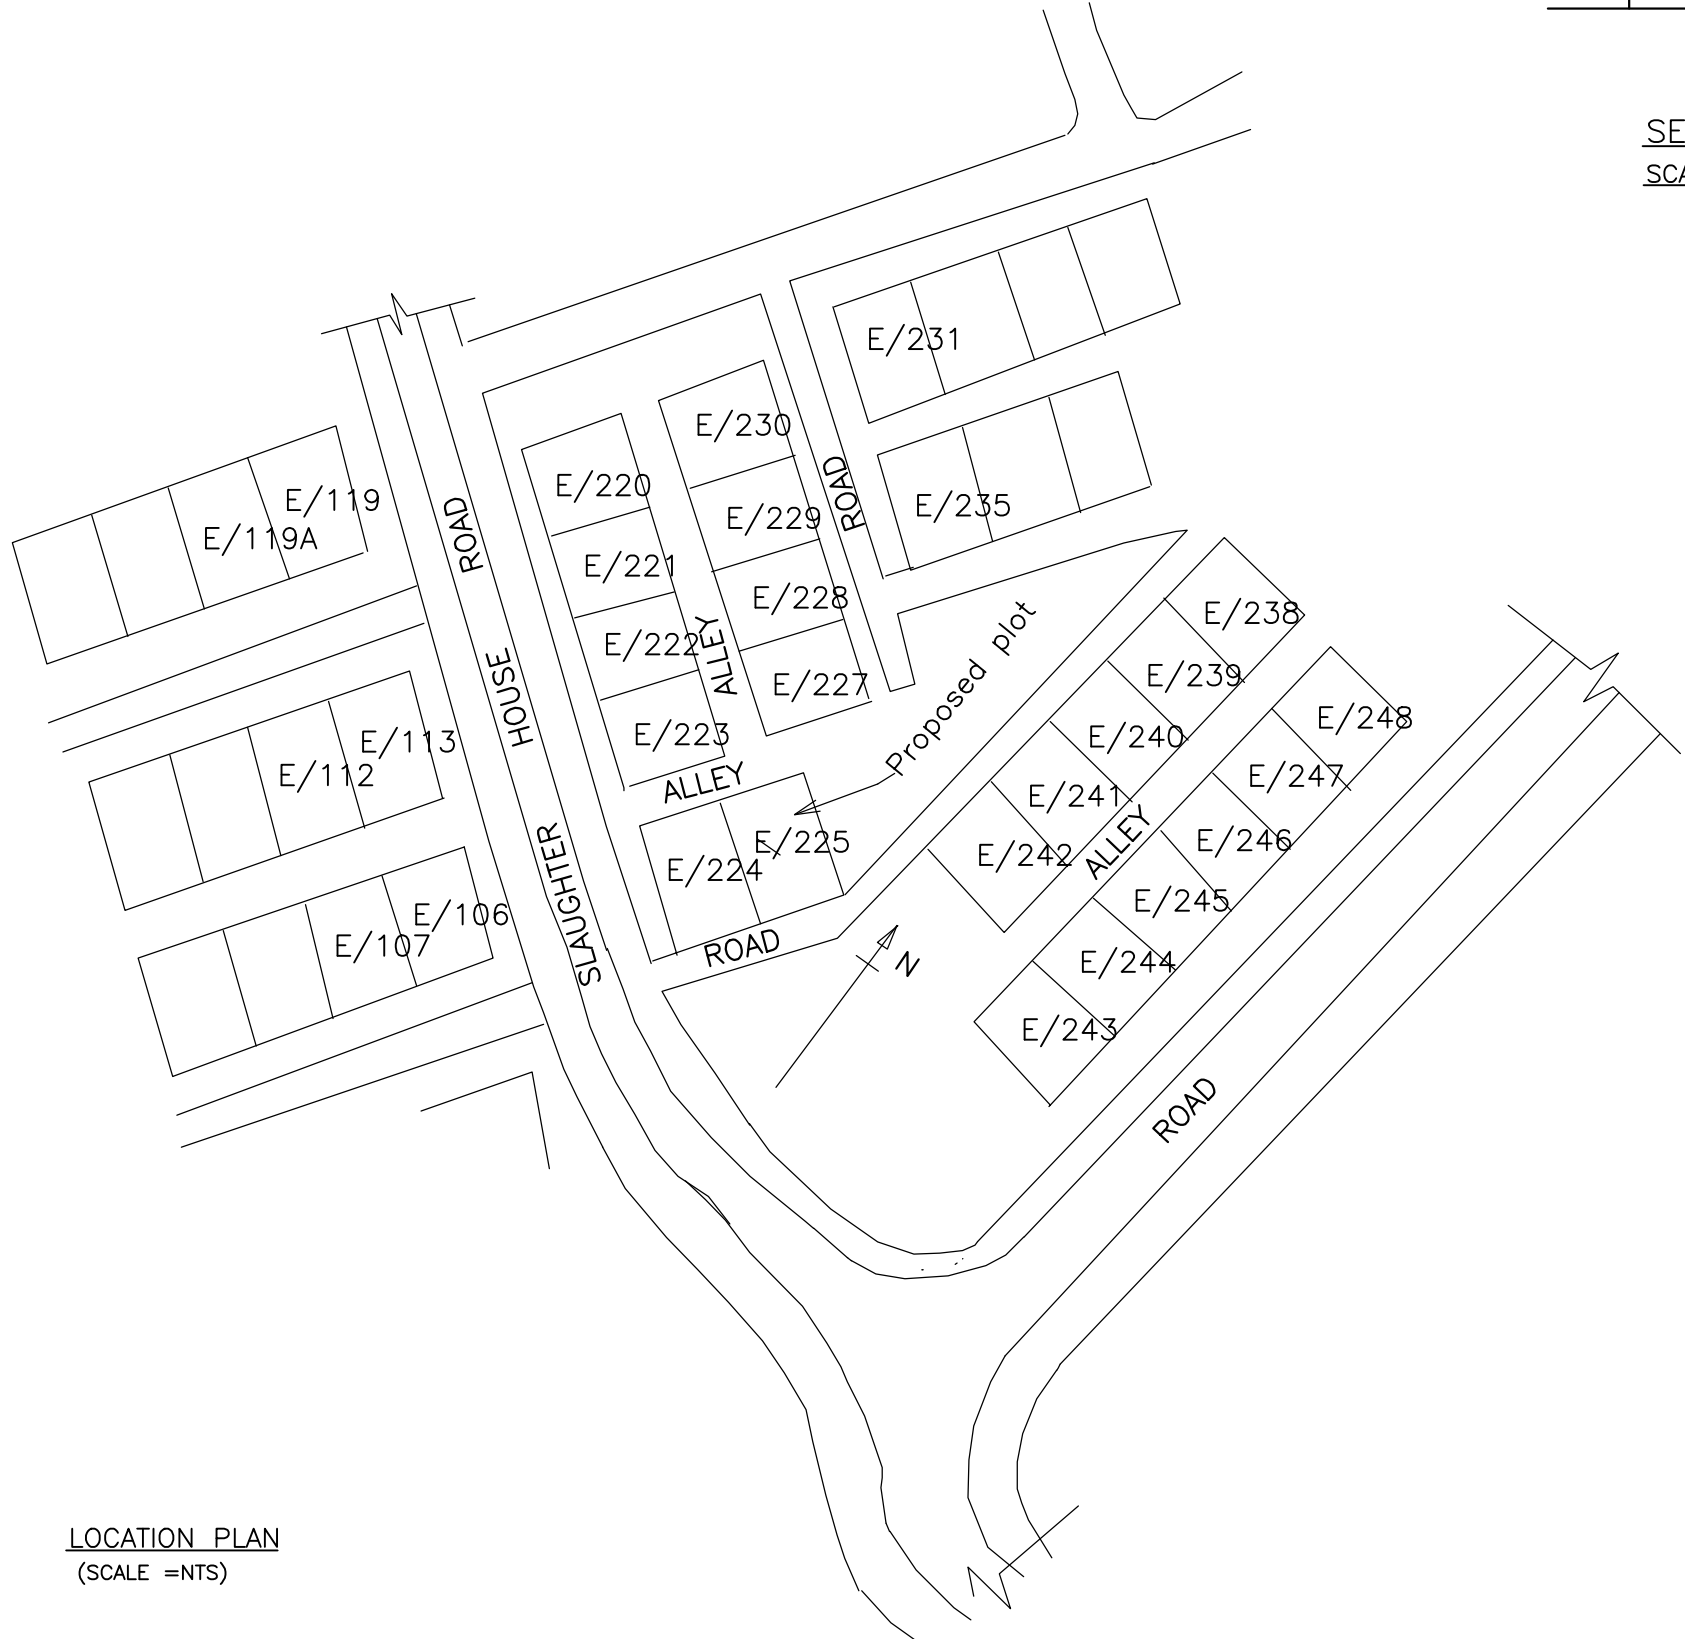 SE
SCA
E/231
E/230
E/220
E/119
E/119A
ROAD
ROAD
E/229
E/235
E/221
E/228
E/238
E/222
ALLEY
Proposed plot
HOUSE
E/227
E/239
E/223
E/113
E/112
ALLEY
E/240
E/248
E/247
E/241
SLAUGHTER
E/225
E/224
E/242
ALLEY
E/246
E/106
E/107
E/245
ROAD
N
E/244
E/243
ROAD
LOCATION PLAN
(SCALE =NTS)